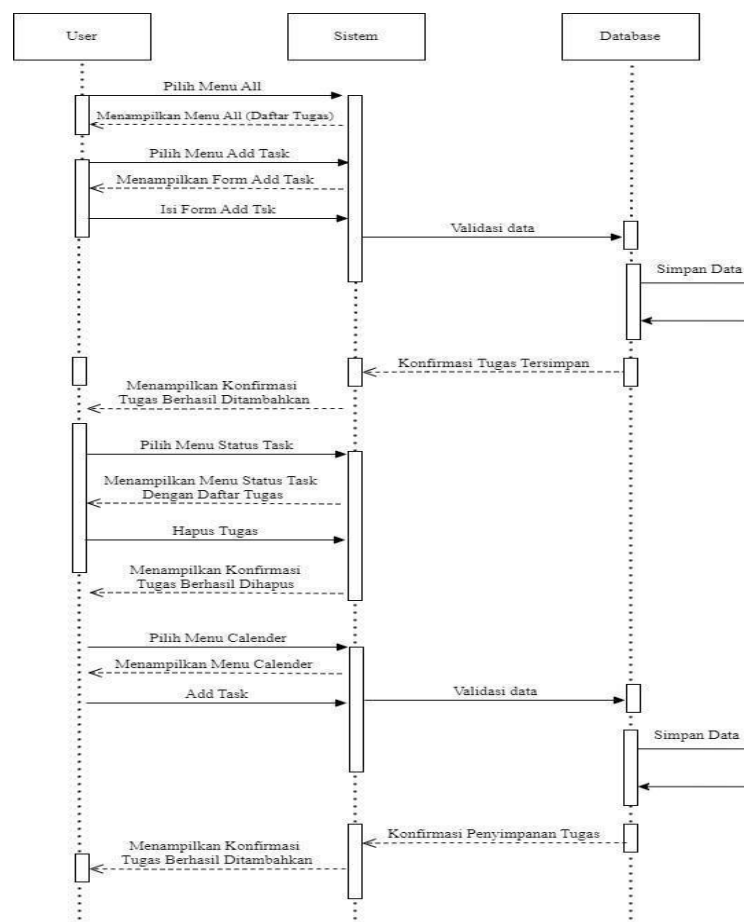 User
Sistem
Database
Pilih Menu All
Menampilkan Menu All (Daftar Tugas)
Pilih Menu Add Task
Menampilkan Form Add Task
Isi Form Add Tsk
Validasi data
Simpan Data
Konfirmasi Tugas Tersimpan
Menampilkan Konfirmasi
Tugas Berhasil Ditambahkan
Pilih Menu Status Task
Menampilkan Menu Status Task
Dengan Daftar Tugas
Hapus Tugas
Menampilkan Konfirmasi
Tugas Berhasil Dihapus
Pilih Menu Calender
Menampilkan Menu Calender
Add Task
Validasi data
Simpan Data
Konfirmasi Penyimpanan Tugas
Menampilkan Konfirmasi
Tugas Berhasil Ditambahkan